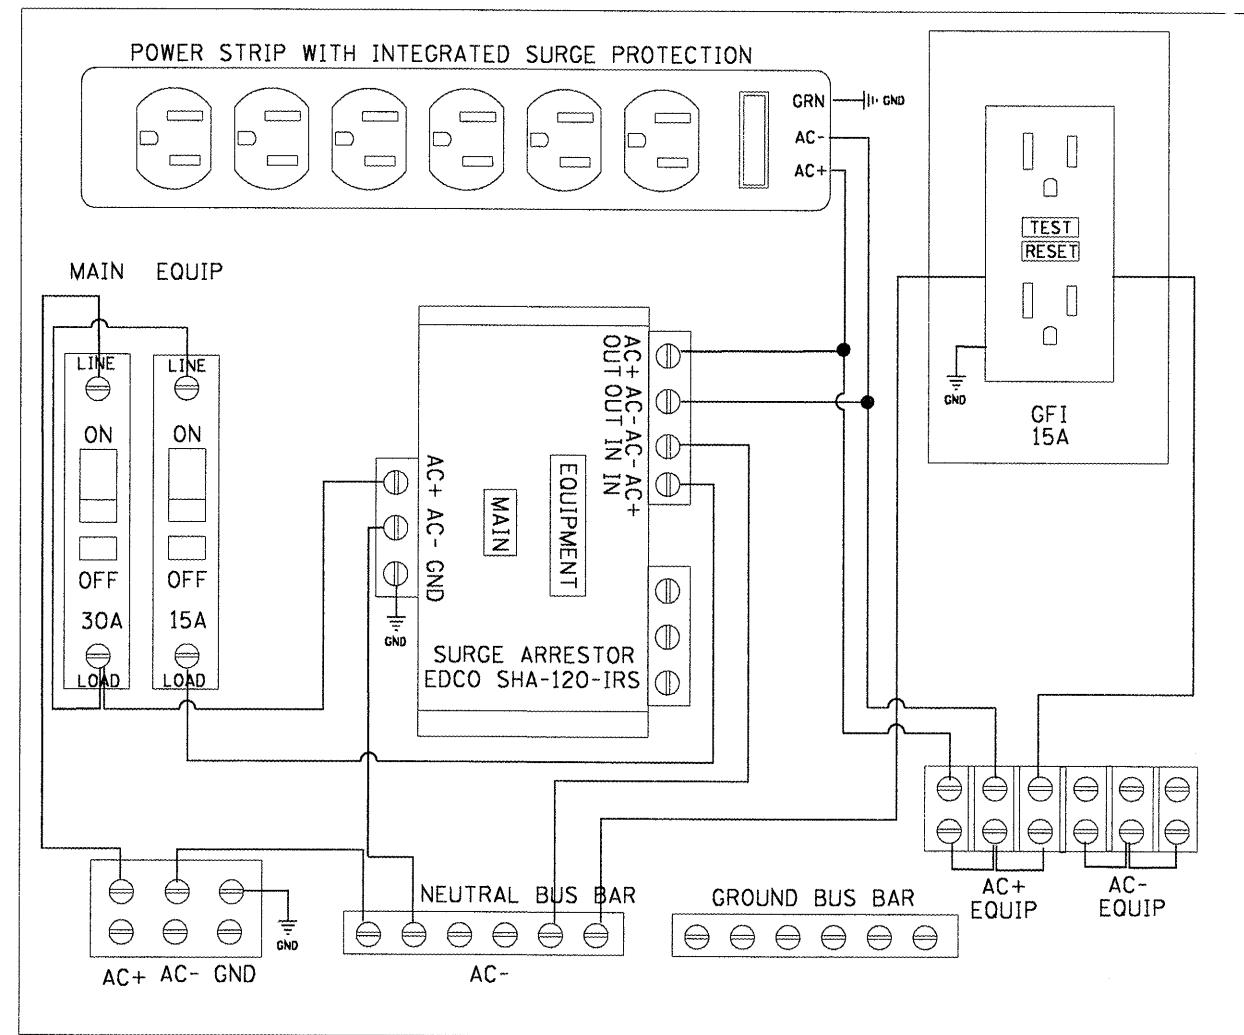 POWER STRIP WITH INTEGRATED SURGE PROTECTION
GRN
GND
AC-
AC+
TEST
RESET
GND
GFI
15A
MAIN EQUIP
LINE LINE
ON ON
OFF OFF
30A 15A
LOAD LOAD
AC+ AC- GND
GND
MAIN
EQUIPMENT
AC+ AC- AC- AC+
OUT OUT IN IN
SURGE ARRESTOR
EDCO SHA-120-IRS
GND
AC+ AC- GND
NEUTRAL BUS BAR
AC-
GROUND BUS BAR
AC+
EQUIP
AC-
EQUIP